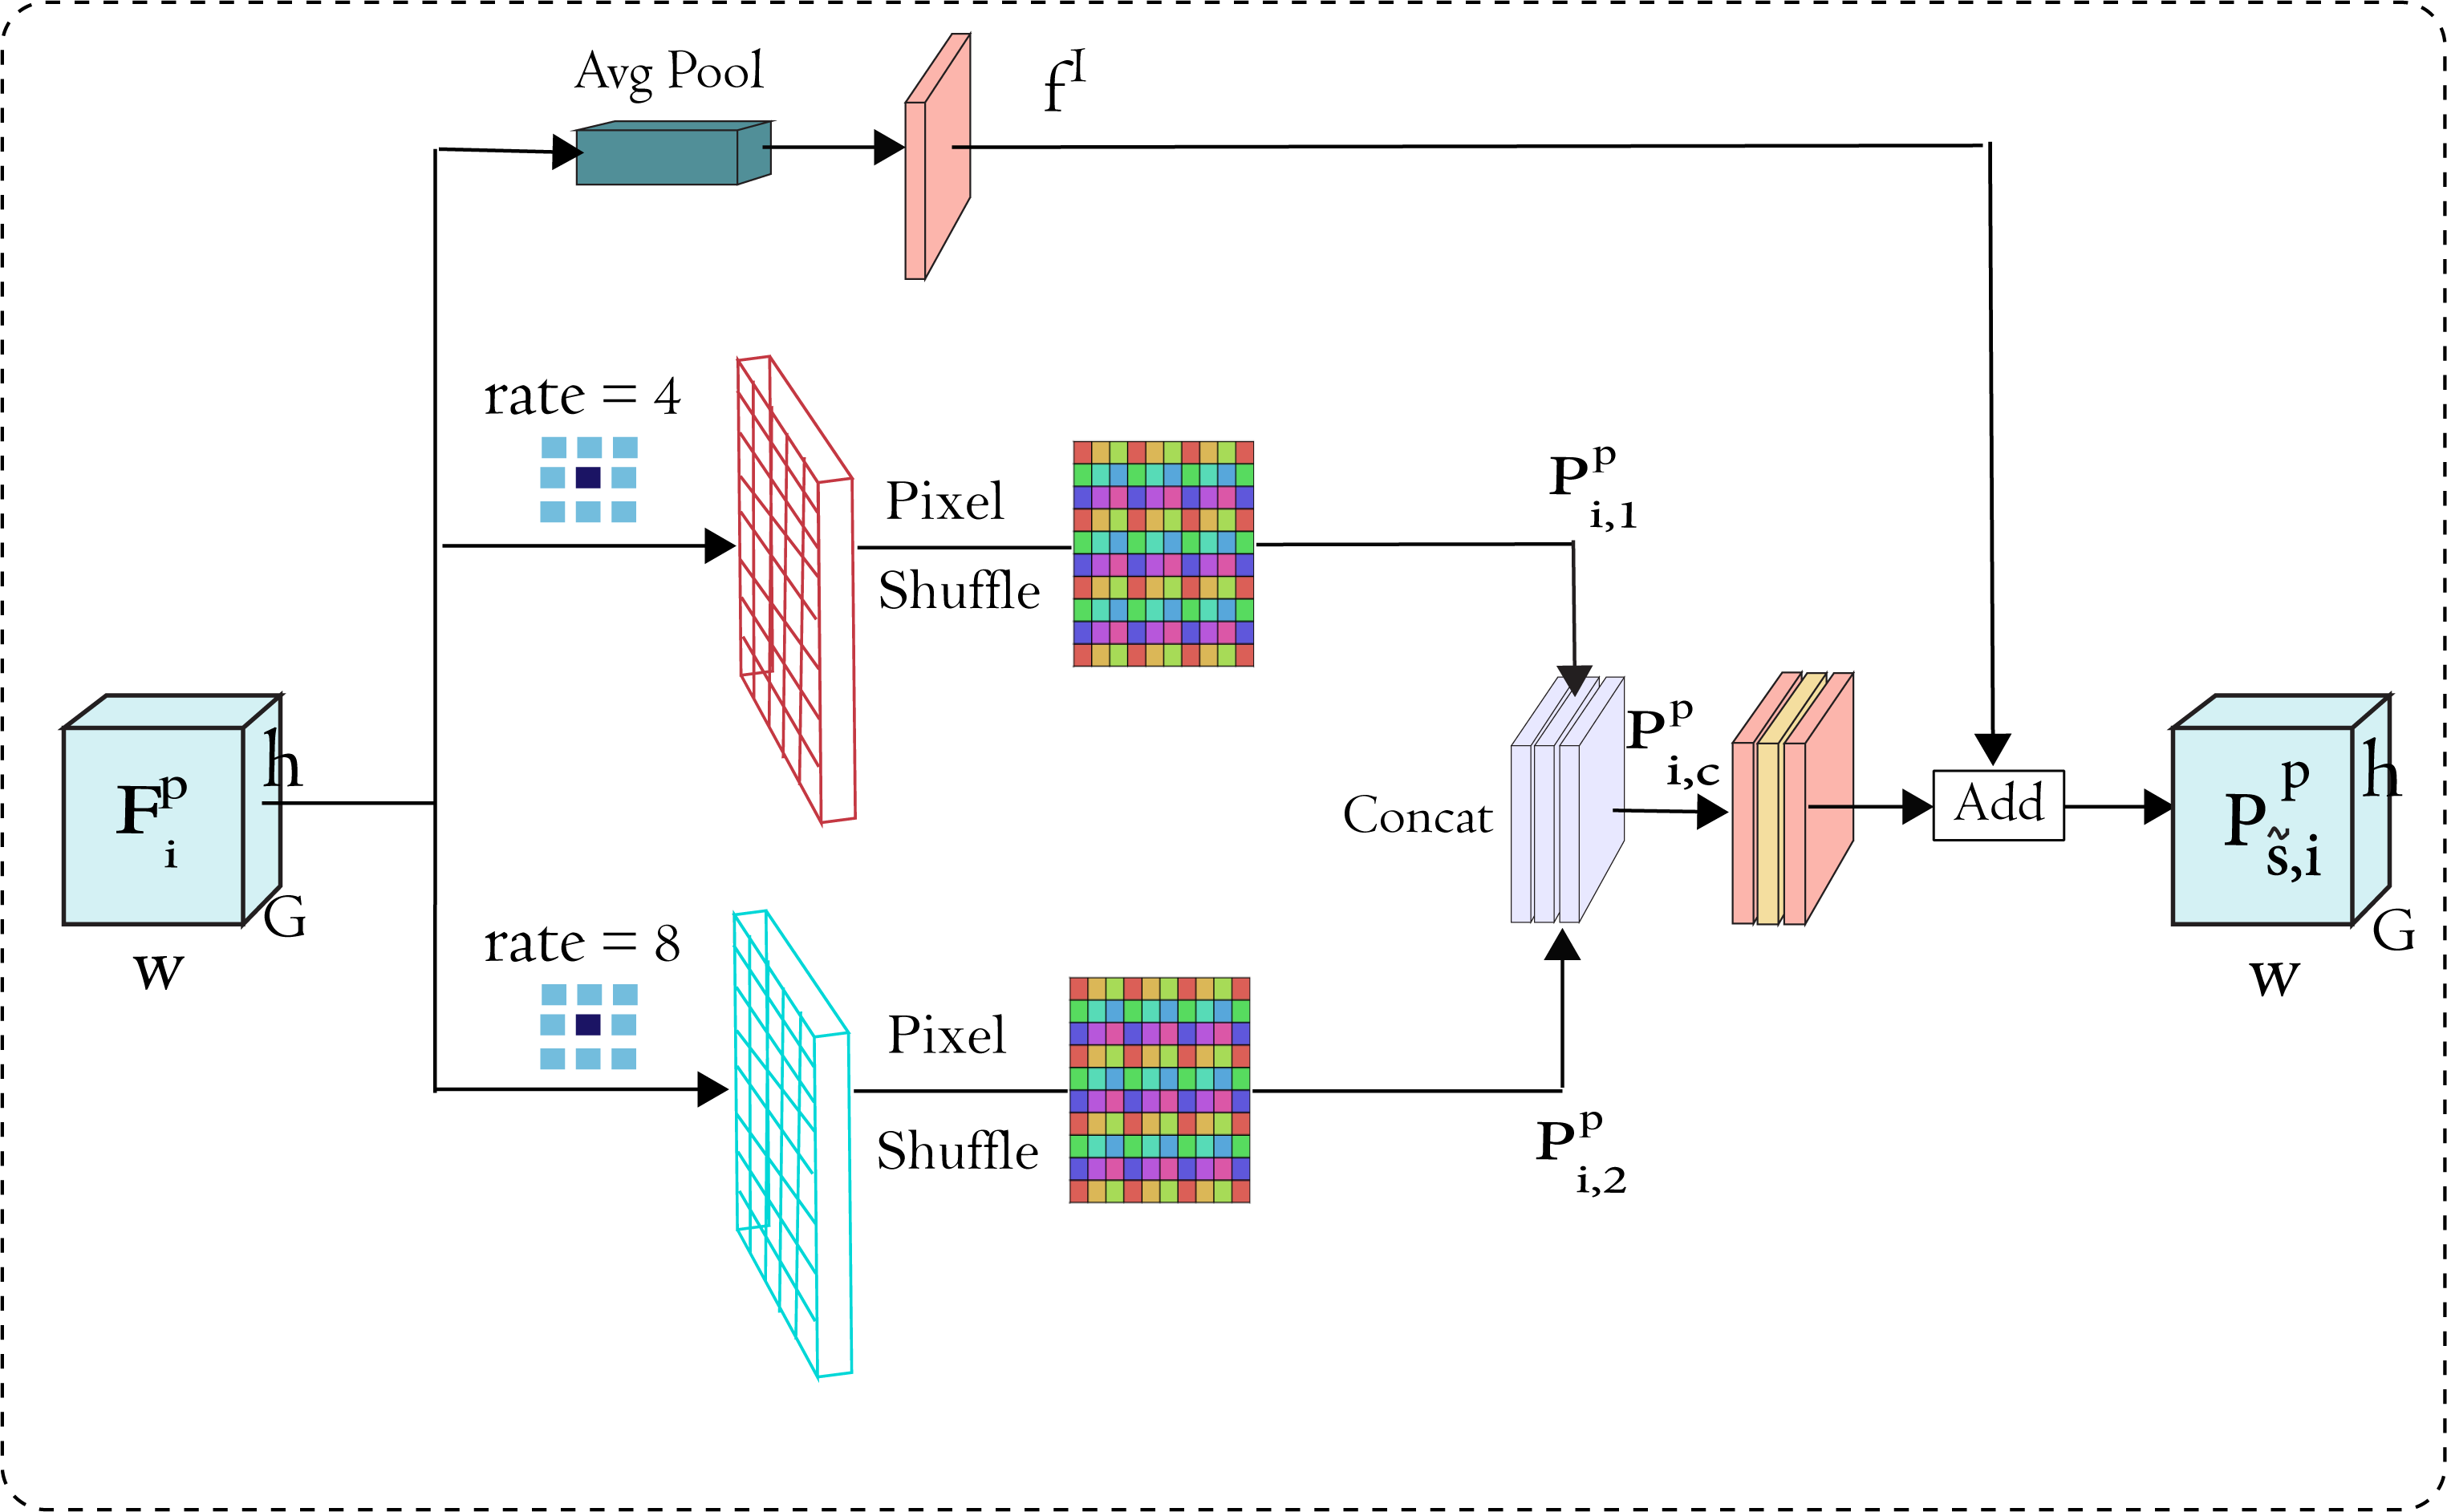 Avg Pool
f^I
rate = 4
Pixel
Shuffle
P^p_{i,1}
F^p_i
h
G
w
Concat
P^p_{i,c}
Add
P^p_{s̃,i}
h
G
w
rate = 8
Pixel
Shuffle
P^p_{i,2}